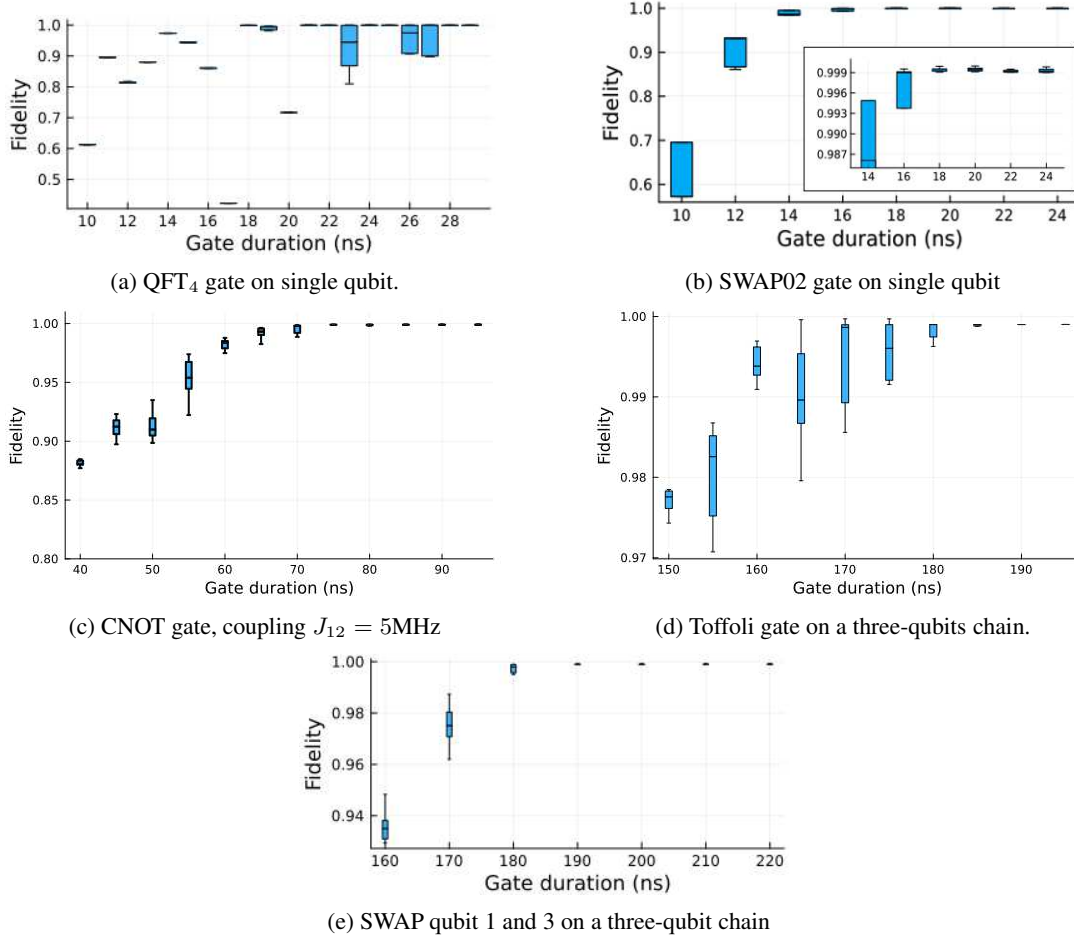 1.0
0.9
0.8
0.7
0.6
0.5
Fidelity
10 12 14 16 18 20 22 24 26 28
Gate duration (ns)
(a) QFT₄ gate on single qubit.
1.0
0.9
0.8
0.7
0.6
Fidelity
0.999
0.996
0.993
0.990
0.987
14 16 18 20 22 24
10 12 14 16 18 20 22 24
Gate duration (ns)
(b) SWAP02 gate on single qubit
1.00
0.95
0.90
0.85
0.80
Fidelity
40 50 60 70 80 90
Gate duration (ns)
(c) CNOT gate, coupling J₁₂ = 5MHz
1.00
0.99
0.98
0.97
Fidelity
150 160 170 180 190
Gate duration (ns)
(d) Toffoli gate on a three-qubits chain.
1.00
0.98
0.96
0.94
Fidelity
160 170 180 190 200 210 220
Gate duration (ns)
(e) SWAP qubit 1 and 3 on a three-qubit chain